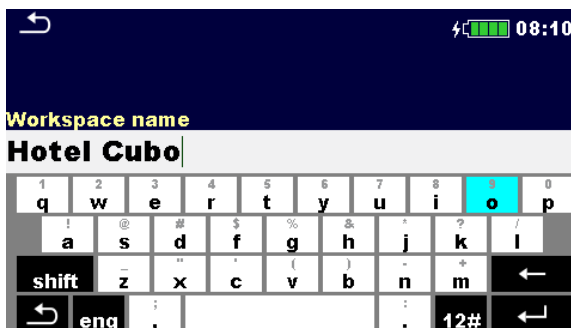 08:10
Workspace name
Hotel Cubo
1 2 3 4 5 6 7 8 9 0
q w e r t y u i o p
! @ # $ % & * ? /
a s d f g h j k l
_ " ' ( ) - +
shift z x c v b n m ←
; :
eng . . 12#